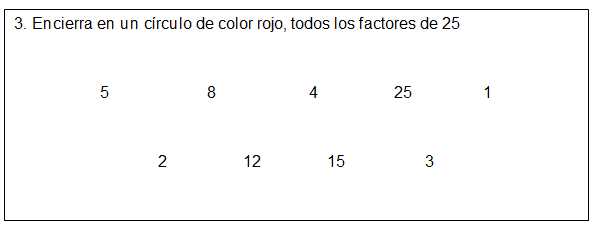 3. Encierra en un círculo de color rojo, todos los factores de 25
5 8 4 25 1
2 12 15 3